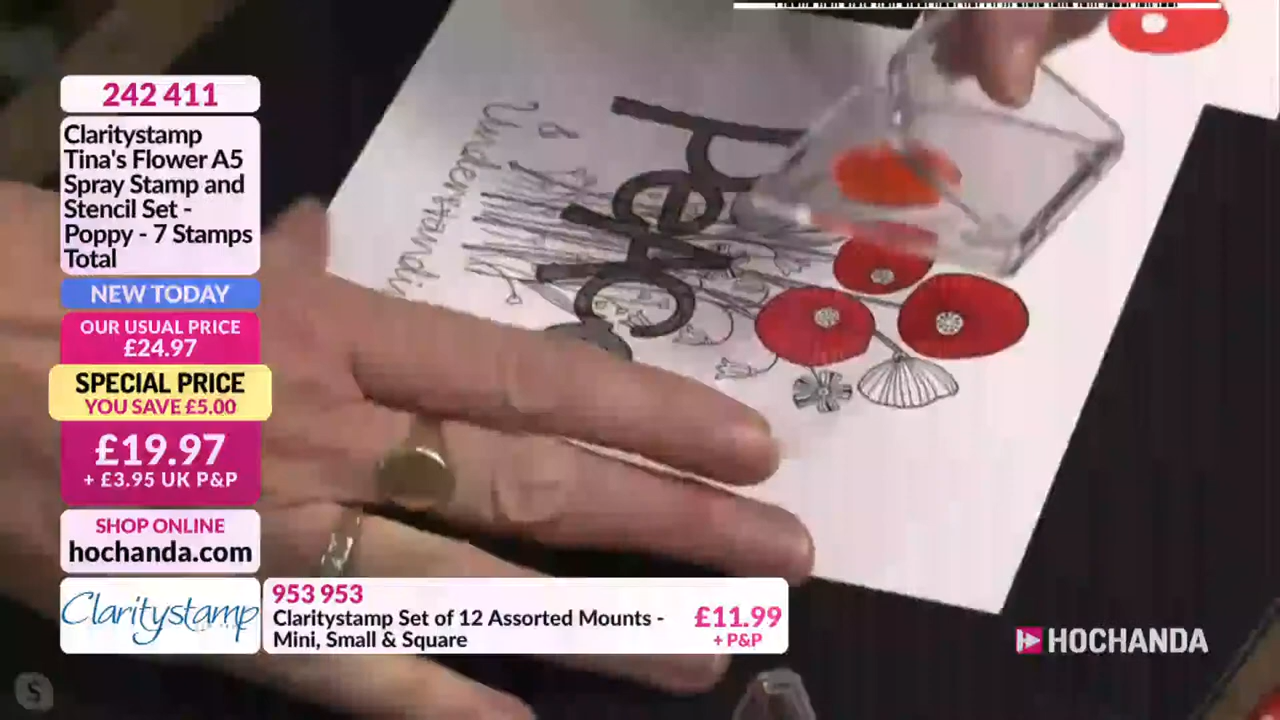 242 411
Claritystamp
Tina's Flower A5
Spray Stamp and
Stencil Set -
Poppy - 7 Stamps
Total
NEW TODAY
OUR USUAL PRICE
£24.97
SPECIAL PRICE
YOU SAVE £5.00
£19.97
+ £3.95 UK P&P
SHOP ONLINE
hochanda.com
Claritystamp
953 953
Claritystamp Set of 12 Assorted Mounts -
Mini, Small & Square
£11.99
+ P&P
HOCHANDA